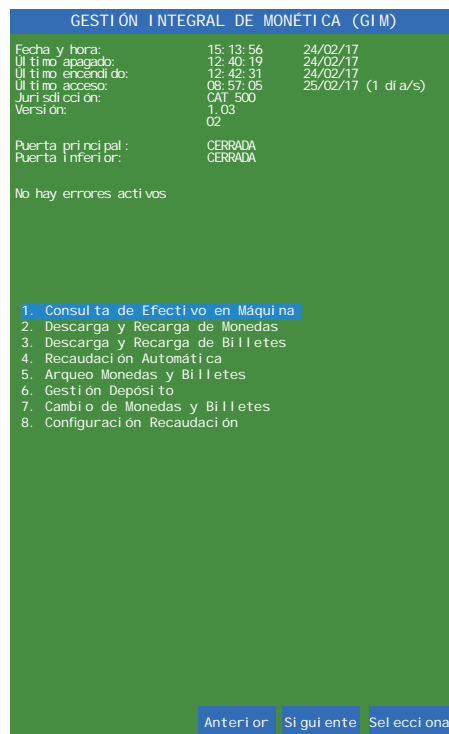 GESTIÓN INTEGRAL DE MONÉTICA (GIM)
Fecha y hora: 15:13:56 24/02/17
Último apagado: 12:40:19 24/02/17
Último encendido: 12:42:31 24/02/17
Último acceso: 08:57:05 25/02/17 (1 día/s)
Jurisdicción: CAT 500
Versión: 1.03
02
Puerta principal: CERRADA
Puerta inferior: CERRADA
No hay errores activos
1. Consulta de Efectivo en Máquina
2. Descarga y Recarga de Monedas
3. Descarga y Recarga de Billetes
4. Recaudación Automática
5. Arqueo Monedas y Billetes
6. Gestión Depósito
7. Cambio de Monedas y Billetes
8. Configuración Recaudación
Anterior Siguiente Selecciona